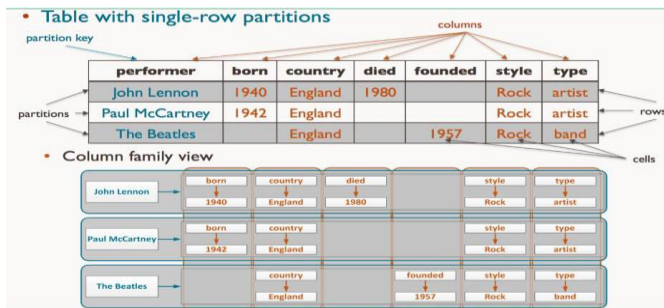 • Table with single-row partitions
columns
partition key
performer born country died founded style type
John Lennon 1940 England 1980 Rock artist
partitions Paul McCartney 1942 England Rock artist rows
The Beatles England 1957 Rock band
cells
• Column family view
born country died style type
John Lennon
1940 England 1980 Rock artist
born country style type
Paul McCartney
1942 England Rock artist
country founded style type
The Beatles
England 1957 Rock band